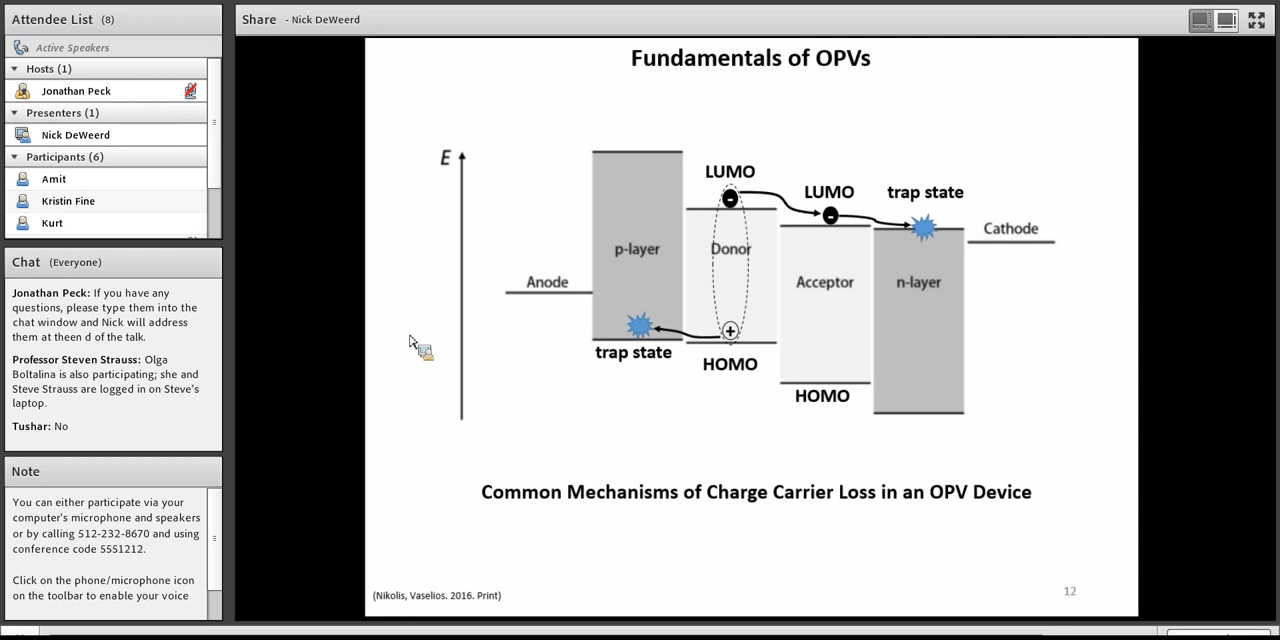 Attendee List (8)
Active Speakers
Hosts (1)
Jonathan Peck
Presenters (1)
Nick DeWeerd
Participants (6)
Amit
Kristin Fine
Kurt
Chat (Everyone)
Jonathan Peck: If you have any
questions, please type them into the
chat window and Nick will address
them at theen d of the talk.
Professor Steven Strauss: Olga
Boltalina is also participating; she and
Steve Strauss are logged in on Steve's
laptop.
Tushar: No
Note
You can either participate via your
computer's microphone and speakers
or by calling 512-232-8670 and using
conference code 5551212.
Click on the phone/microphone icon
on the toolbar to enable your voice
Share - Nick DeWeerd
Fundamentals of OPVs
E
LUMO
LUMO
trap state
Cathode
p-layer
Donor
Anode
Acceptor
n-layer
trap state
HOMO
HOMO
Common Mechanisms of Charge Carrier Loss in an OPV Device
(Nikolis, Vaselios. 2016. Print)
12